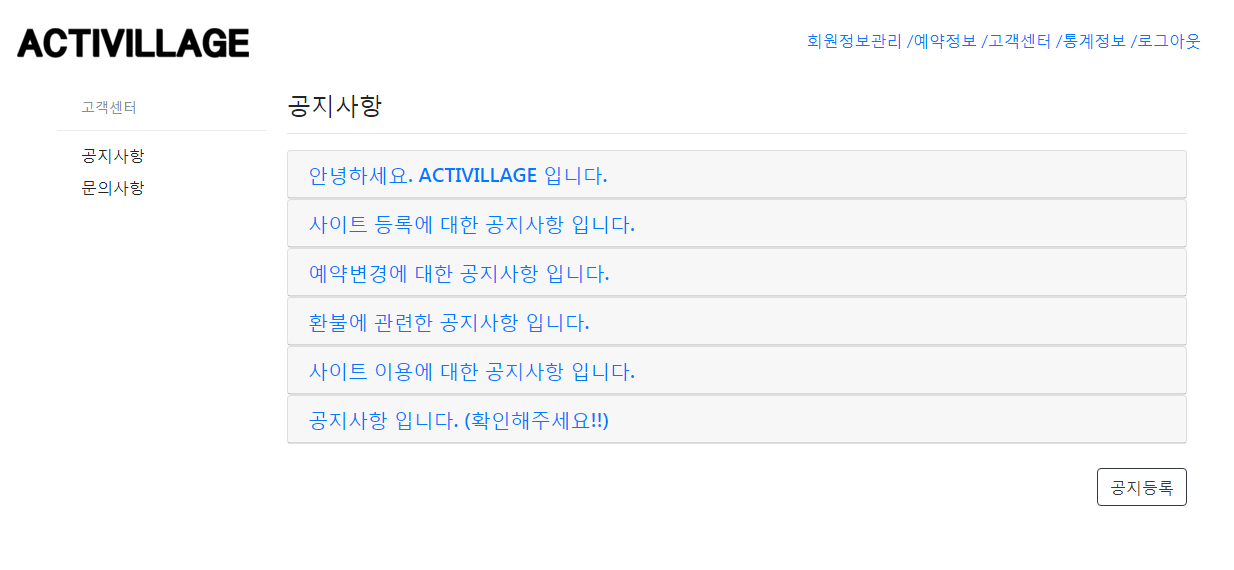 ACTIVILLAGE
회원정보관리 /예약정보 /고객센터 /통계정보 /로그아웃
고객센터
공지사항
문의사항
공지사항
안녕하세요. ACTIVILLAGE 입니다.
사이트 등록에 대한 공지사항 입니다.
예약변경에 대한 공지사항 입니다.
환불에 관련한 공지사항 입니다.
사이트 이용에 대한 공지사항 입니다.
공지사항 입니다. (확인해주세요!!)
공지등록